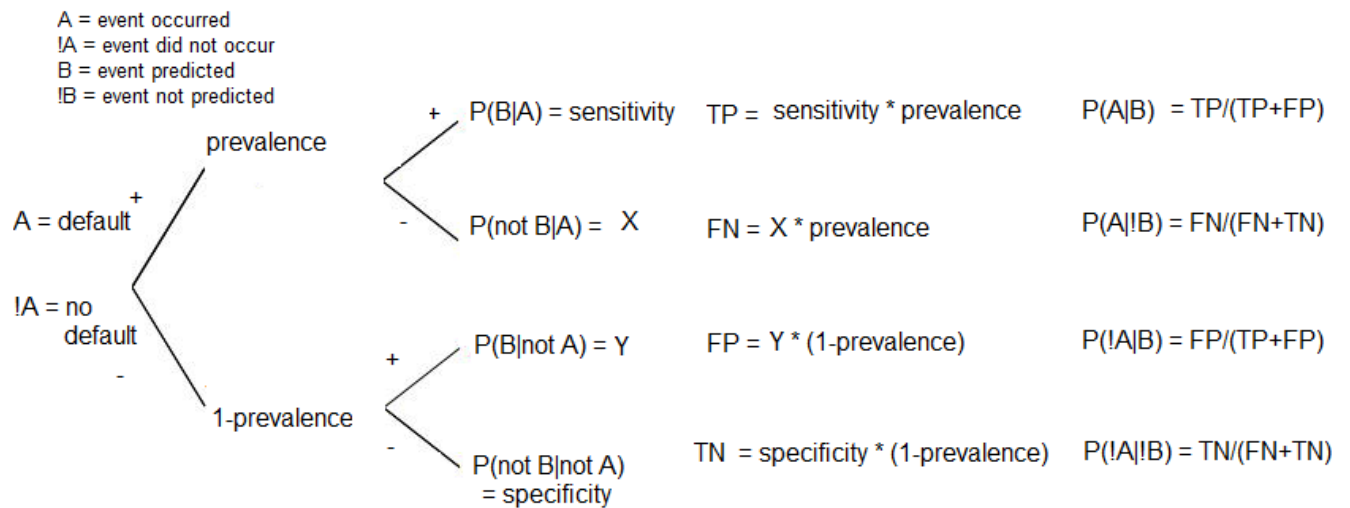 A = event occurred
!A = event did not occur
B = event predicted
!B = event not predicted
prevalence
+
A = default
!A = no
default
-
1-prevalence
+
P(B|A) = sensitivity
TP = sensitivity * prevalence
P(A|B) = TP/(TP+FP)
-
P(not B|A) = X
FN = X * prevalence
P(A|!B) = FN/(FN+TN)
+
P(B|not A) = Y
FP = Y * (1-prevalence)
P(!A|B) = FP/(TP+FP)
-
P(not B|not A)
= specificity
TN = specificity * (1-prevalence)
P(!A|!B) = TN/(FN+TN)